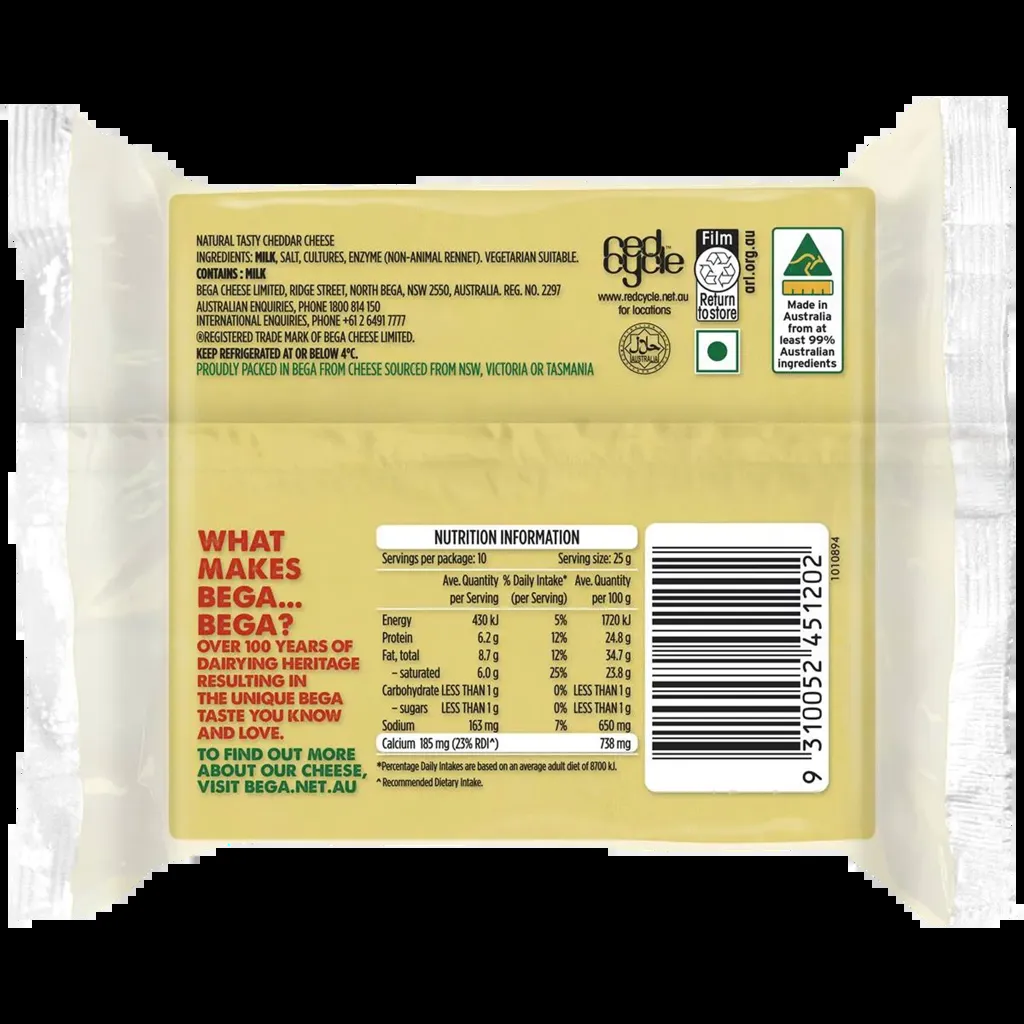 NATURAL TASTY CHEDDAR CHEESE
INGREDIENTS: MILK, SALT, CULTURES, ENZYME (NON-ANIMAL RENNET). VEGETARIAN SUITABLE.
CONTAINS : MILK
BEGA CHEESE LIMITED, RIDGE STREET, NORTH BEGA, NSW 2550, AUSTRALIA. REG. NO. 2297
AUSTRALIAN ENQUIRIES, PHONE 1800 814 150
INTERNATIONAL ENQUIRIES, PHONE +61 2 6491 7777
®REGISTERED TRADE MARK OF BEGA CHEESE LIMITED.
KEEP REFRIGERATED AT OR BELOW 4°C.
PROUDLY PACKED IN BEGA FROM CHEESE SOURCED FROM NSW, VICTORIA OR TASMANIA
red
cycle™
www.redcycle.net.au
for locations
حلال
AUSTRALIA
Film
Return
to store
arl.org.au
Made in
Australia
from at
least 99%
Australian
ingredients
WHAT
MAKES
BEGA...
BEGA?
OVER 100 YEARS OF
DAIRYING HERITAGE
RESULTING IN
THE UNIQUE BEGA
TASTE YOU KNOW
AND LOVE.
TO FIND OUT MORE
ABOUT OUR CHEESE,
VISIT BEGA.NET.AU
NUTRITION INFORMATION
Servings per package: 10 Serving size: 25 g
Ave. Quantity % Daily Intake* Ave. Quantity
per Serving (per Serving) per 100 g
Energy 430 kJ 5% 1720 kJ
Protein 6.2 g 12% 24.8 g
Fat, total 8.7 g 12% 34.7 g
– saturated 6.0 g 25% 23.8 g
Carbohydrate LESS THAN 1 g 0% LESS THAN 1 g
– sugars LESS THAN 1 g 0% LESS THAN 1 g
Sodium 163 mg 7% 650 mg
Calcium 185 mg (23% RDI^) 738 mg
*Percentage Daily Intakes are based on an average adult diet of 8700 kJ.
^ Recommended Dietary Intake.
9 310052 451202
1010894